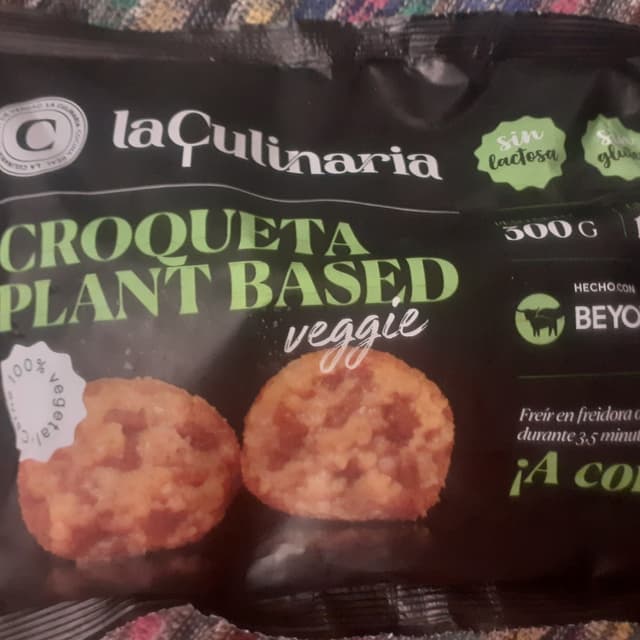 laCulinaria
sin
lactosa
CROQUETA
PLANT BASED
veggie
100% vegetal
300 G
HECHO CON
BEYO
Freír en freidora
durante 3,5 minut
¡A CO